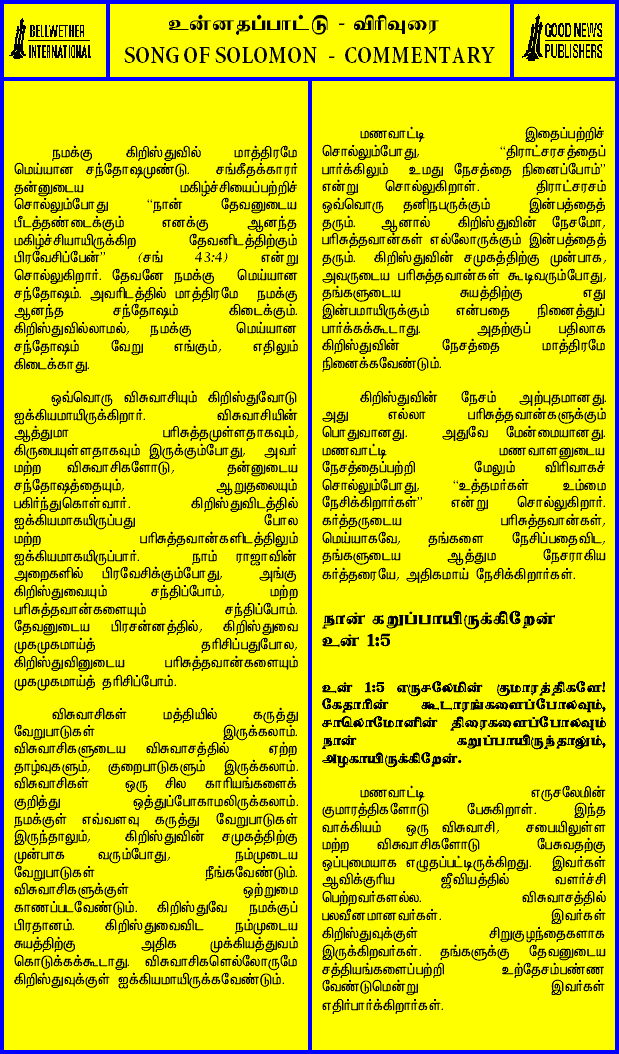 BELLWETHER
INTERNATIONAL
உன்னதப்பாட்டு - விரிவுரை
SONG OF SOLOMON - COMMENTARY
GOOD NEWS
PUBLISHERS
நமக்கு கிறிஸ்துவில் மாத்திரமே
மெய்யான சந்தோஷமுண்டு. சங்கீதக்காரர்
தன்னுடைய மகிழ்ச்சியைப்பற்றிச்
சொல்லும்போது “நான் தேவனுடைய
பீடத்தண்டைக்கும் எனக்கு ஆனந்த
மகிழ்ச்சியாயிருக்கிற தேவனிடத்திற்கும்
பிரவேசிப்பேன்” (சங் 43:4) என்று
சொல்லுகிறார். தேவனே நமக்கு மெய்யான
சந்தோஷம். அவரிடத்தில் மாத்திரமே நமக்கு
ஆனந்த சந்தோஷம் கிடைக்கும்.
கிறிஸ்துவில்லாமல், நமக்கு மெய்யான
சந்தோஷம் வேறு எங்கும், எதிலும்
கிடைக்காது.
ஒவ்வொரு விசுவாசியும் கிறிஸ்துவோடு
ஐக்கியமாயிருக்கிறார். விசுவாசியின்
ஆத்துமா பரிசுத்தமுள்ளதாகவும்,
கிருபையுள்ளதாகவும் இருக்கும்போது, அவர்
மற்ற விசுவாசிகளோடு, தன்னுடைய
சந்தோஷத்தையும், ஆறுதலையும்
பகிர்ந்துகொள்வார். கிறிஸ்துவிடத்தில்
ஐக்கியமாகயிருப்பது போல
மற்ற பரிசுத்தவான்களிடத்திலும்
ஐக்கியமாகயிருப்பார். நாம் ராஜாவின்
அறைகளில் பிரவேசிக்கும்போது, அங்கு
கிறிஸ்துவையும் சந்திப்போம், மற்ற
பரிசுத்தவான்களையும் சந்திப்போம்.
தேவனுடைய பிரசன்னத்தில், கிறிஸ்துவை
முகமுகமாய்த் தரிசிப்பதுபோல,
கிறிஸ்துவினுடைய பரிசுத்தவான்களையும்
முகமுகமாய்த் தரிசிப்போம்.
விசுவாசிகள் மத்தியில் கருத்து
வேறுபாடுகள் இருக்கலாம்.
விசுவாசிகளுடைய விசுவாசத்தில் ஏற்ற
தாழ்வுகளும், குறைபாடுகளும் இருக்கலாம்.
விசுவாசிகள் ஒரு சில காரியங்களைக்
குறித்து ஒத்துப்போகாமலிருக்கலாம்.
நமக்குள் எவ்வளவு கருத்து வேறுபாடுகள்
இருந்தாலும், கிறிஸ்துவின் சமுகத்திற்கு
முன்பாக வரும்போது, நம்முடைய
வேறுபாடுகள் நீங்கவேண்டும்.
விசுவாசிகளுக்குள் ஒற்றுமை
காணப்படவேண்டும். கிறிஸ்துவே நமக்குப்
பிரதானம். கிறிஸ்துவைவிட நம்முடைய
சுயத்திற்கு அதிக முக்கியத்துவம்
கொடுக்கக்கூடாது. விசுவாசிகளெல்லோருமே
கிறிஸ்துவுக்குள் ஐக்கியமாயிருக்கவேண்டும்.
மணவாட்டி இதைப்பற்றிச்
சொல்லும்போது, “திராட்சரசத்தைப்
பார்க்கிலும் உமது நேசத்தை நினைப்போம்”
என்று சொல்லுகிறாள். திராட்சரசம்
ஒவ்வொரு தனிநபருக்கும் இன்பத்தைத்
தரும். ஆனால் கிறிஸ்துவின் நேசமோ,
பரிசுத்தவான்கள் எல்லோருக்கும் இன்பத்தைத்
தரும். கிறிஸ்துவின் சமுகத்திற்கு முன்பாக,
அவருடைய பரிசுத்தவான்கள் கூடிவரும்போது,
தங்களுடைய சுயத்திற்கு எது
இன்பமாயிருக்கும் என்பதை நினைத்துப்
பார்க்கக்கூடாது. அதற்குப் பதிலாக
கிறிஸ்துவின் நேசத்தை மாத்திரமே
நினைக்கவேண்டும்.
கிறிஸ்துவின் நேசம் அற்புதமானது.
அது எல்லா பரிசுத்தவான்களுக்கும்
பொதுவானது. அதுவே மேன்மையானது.
மணவாட்டி மணவாளனுடைய
நேசத்தைப்பற்றி மேலும் விரிவாகச்
சொல்லும்போது, “உத்தமர்கள் உம்மை
நேசிக்கிறார்கள்” என்று சொல்லுகிறார்.
கர்த்தருடைய பரிசுத்தவான்கள்,
மெய்யாகவே, தங்களை நேசிப்பதைவிட,
தங்களுடைய ஆத்தும நேசராகிய
கர்த்தரையே, அதிகமாய் நேசிக்கிறார்கள்.
நான் கறுப்பாயிருக்கிறேன்
உன் 1:5
உன் 1:5 எருசலேமின் குமாரத்திகளே!
கேதாரின் கூடாரங்களைப்போலவும்,
சாலொமோனின் திரைகளைப்போலவும்
நான் கறுப்பாயிருந்தாலும்,
அழகாயிருக்கிறேன்.
மணவாட்டி எருசலேமின்
குமாரத்திகளோடு பேசுகிறாள். இந்த
வாக்கியம் ஒரு விசுவாசி, சபையிலுள்ள
மற்ற விசுவாசிகளோடு பேசுவதற்கு
ஒப்புமையாக எழுதப்பட்டிருக்கிறது. இவர்கள்
ஆவிக்குரிய ஜீவியத்தில் வளர்ச்சி
பெற்றவர்களல்ல. விசுவாசத்தில்
பலவீனமானவர்கள். இவர்கள்
கிறிஸ்துவுக்குள் சிறுகுழந்தைகளாக
இருக்கிறவர்கள். தங்களுக்கு தேவனுடைய
சத்தியங்களைப்பற்றி உற்தேசம்பண்ண
வேண்டுமென்று இவர்கள்
எதிர்பார்க்கிறார்கள்.